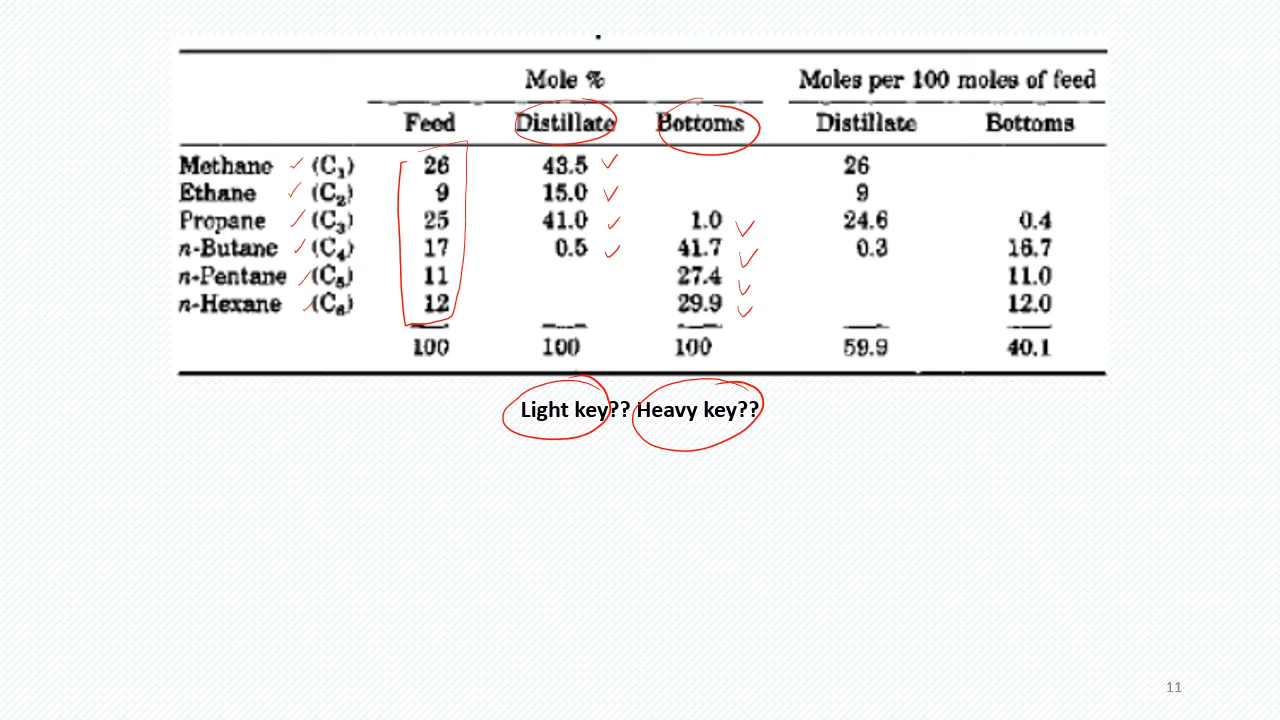 Mole % Moles per 100 moles of feed
Feed Distillate Bottoms Distillate Bottoms
Methane (C₁) 26 43.5 26
Ethane (C₂) 9 15.0 9
Propane (C₃) 25 41.0 1.0 24.6 0.4
n-Butane (C₄) 17 0.5 41.7 0.3 16.7
n-Pentane (C₅) 11 27.4 11.0
n-Hexane (C₆) 12 29.9 12.0
100 100 100 59.9 40.1
Light key?? Heavy key??
11